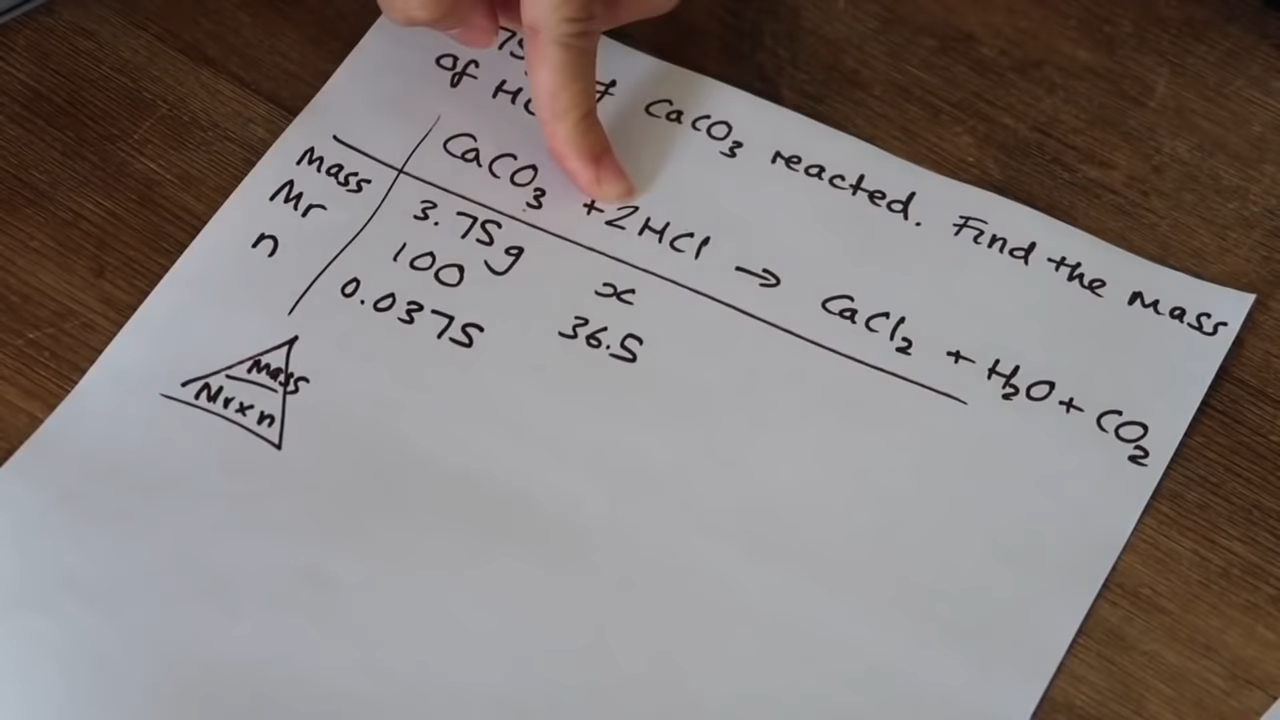 CaCO3 reacted. Find the mass
of
CaCO3 + 2HCl → CaCl2 + H2O + CO2
mass 3.75g x
Mr 100 36.5
n 0.0375
mass
Mr x n